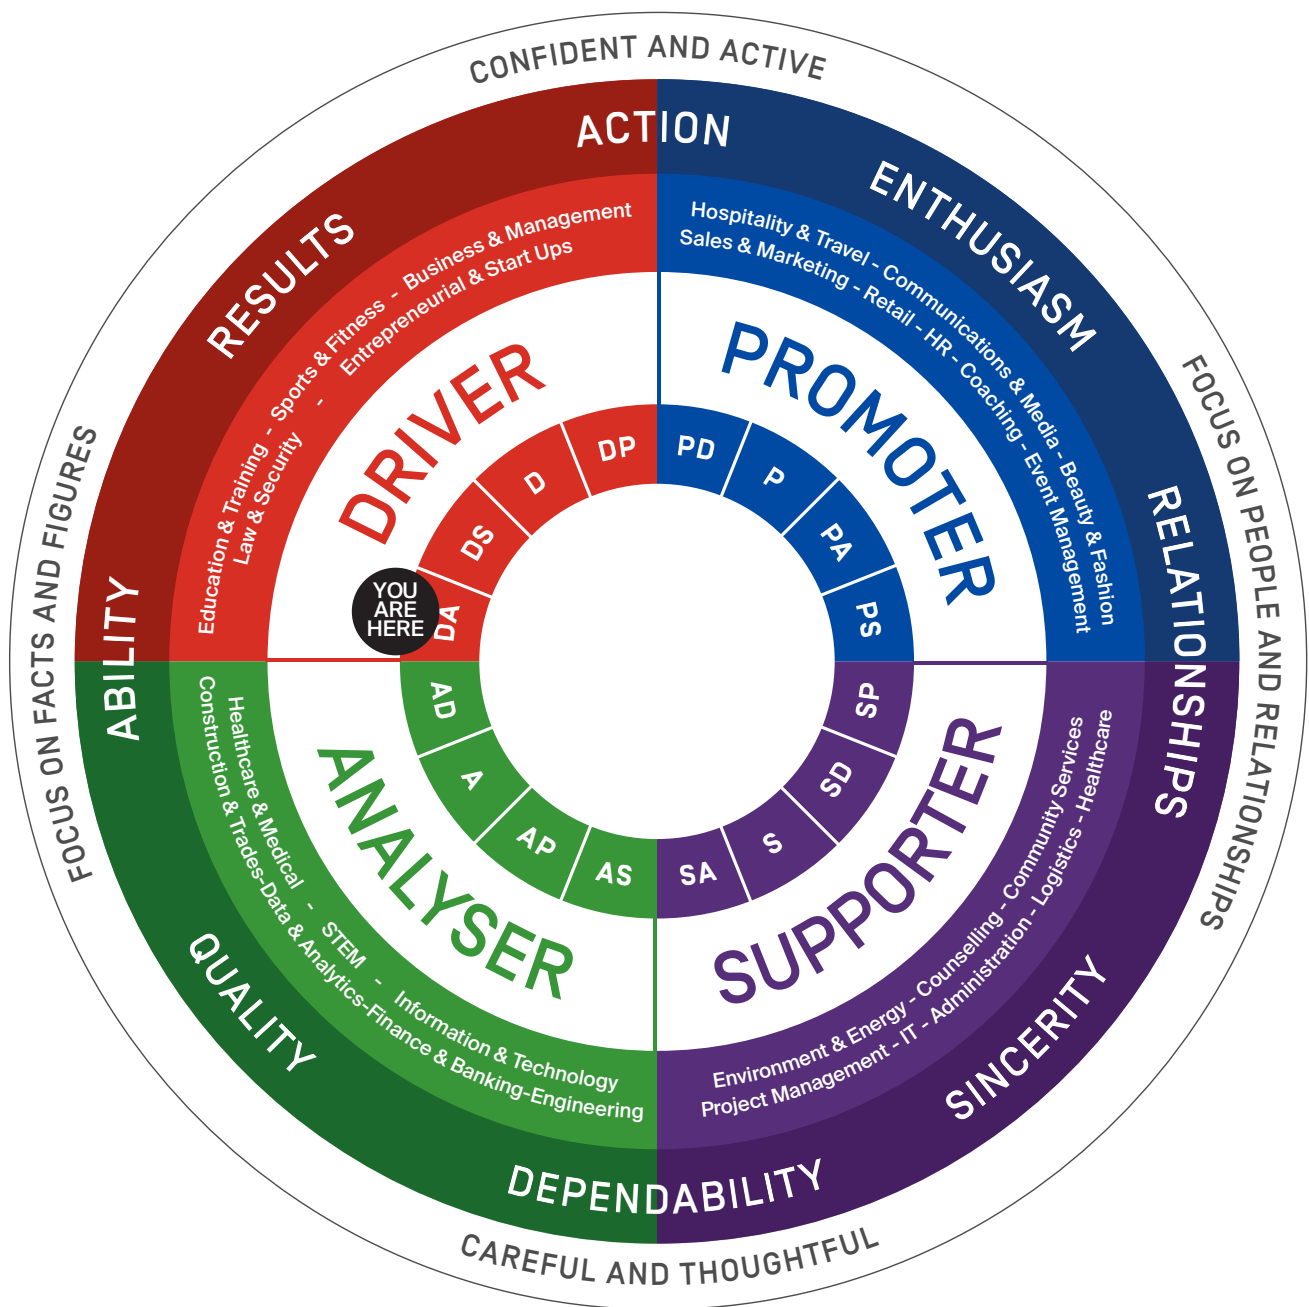 CONFIDENT AND ACTIVE
FOCUS ON PEOPLE AND RELATIONSHIPS
CAREFUL AND THOUGHTFUL
FOCUS ON FACTS AND FIGURES
ACTION
ENTHUSIASM
RELATIONSHIPS
SINCERITY
DEPENDABILITY
QUALITY
ABILITY
RESULTS
Education & Training - Sports & Fitness - Business & Management
Law & Security - Entrepreneurial & Start Ups
Hospitality & Travel - Communications & Media - Beauty & Fashion
Sales & Marketing - Retail - HR - Coaching - Event Management
DRIVER
PROMOTER
DA
DS
D
DP
PD
P
PA
PS
YOU
ARE
HERE
AD
A
AP
AS
SA
S
SD
SP
ANALYSER
SUPPORTER
Healthcare & Medical - STEM - Information & Technology
Construction & Trades-Data & Analytics-Finance & Banking-Engineering
Environment & Energy - Counselling - Community Services
Project Management - IT - Administration - Logistics - Healthcare